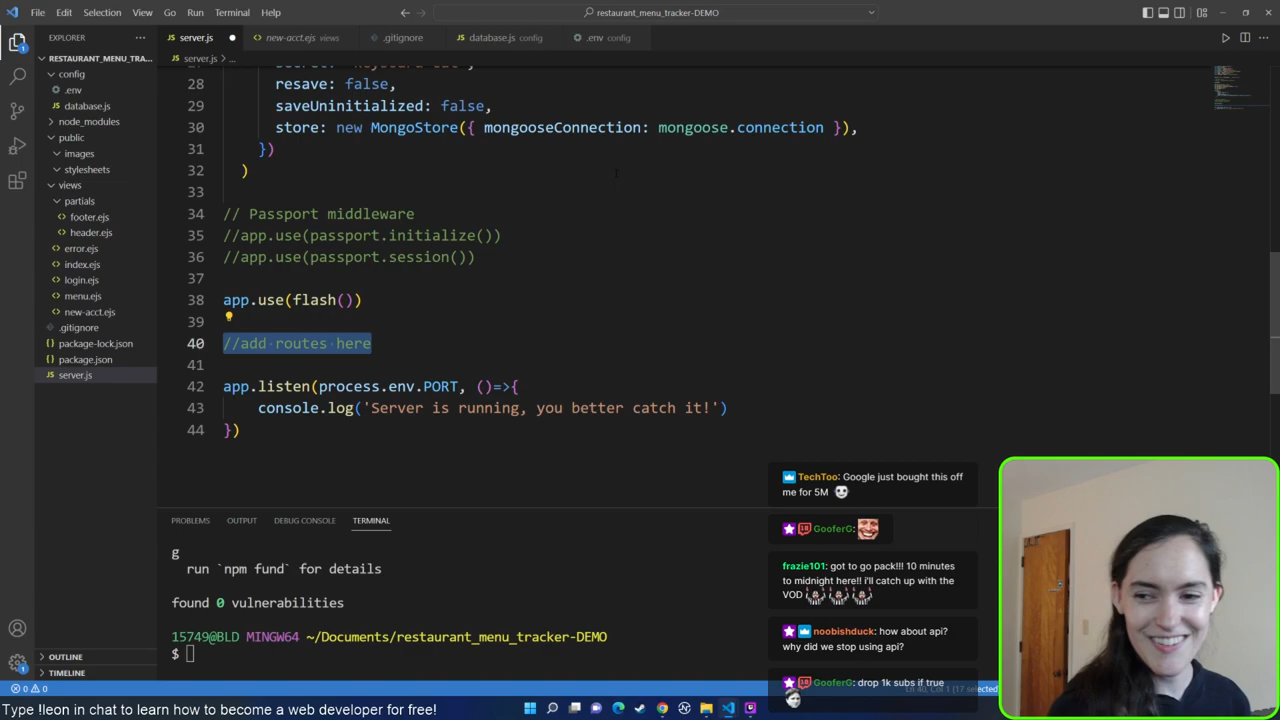 File Edit Selection View Go Run Terminal Help
restaurant_menu_tracker-DEMO
EXPLORER
RESTAURANT_MENU_TRA...
config
.env
database.js
node_modules
public
images
stylesheets
views
partials
footer.ejs
header.ejs
error.ejs
index.ejs
login.ejs
menu.ejs
new-acct.ejs
.gitignore
package-lock.json
package.json
server.js
OUTLINE
TIMELINE
server.js
new-acct.ejs views
.gitignore
database.js config
.env config
server.js > ...
28 resave: false,
29 saveUninitialized: false,
30 store: new MongoStore({ mongooseConnection: mongoose.connection }),
31 })
32 )
33
34 // Passport middleware
35 //app.use(passport.initialize())
36 //app.use(passport.session())
37
38 app.use(flash())
39
40 //add routes here
41
42 app.listen(process.env.PORT, ()=>{
43 console.log('Server is running, you better catch it!')
44 })
PROBLEMS OUTPUT DEBUG CONSOLE TERMINAL
g
run `npm fund` for details
found 0 vulnerabilities
15749@BLD MINGW64 ~/Documents/restaurant_menu_tracker-DEMO
$
TechToo: Google just bought this off
me for 5M
GooferG:
frazie101: got to go pack!!! 10 minutes
to midnight here!! i'll catch up with the
VOD
noobishduck: how about api?
why did we stop using api?
GooferG: drop 1k subs if true
0 0
Ln 40, Col 1 (17 selected)
Type !leon in chat to learn how to become a web developer for free!